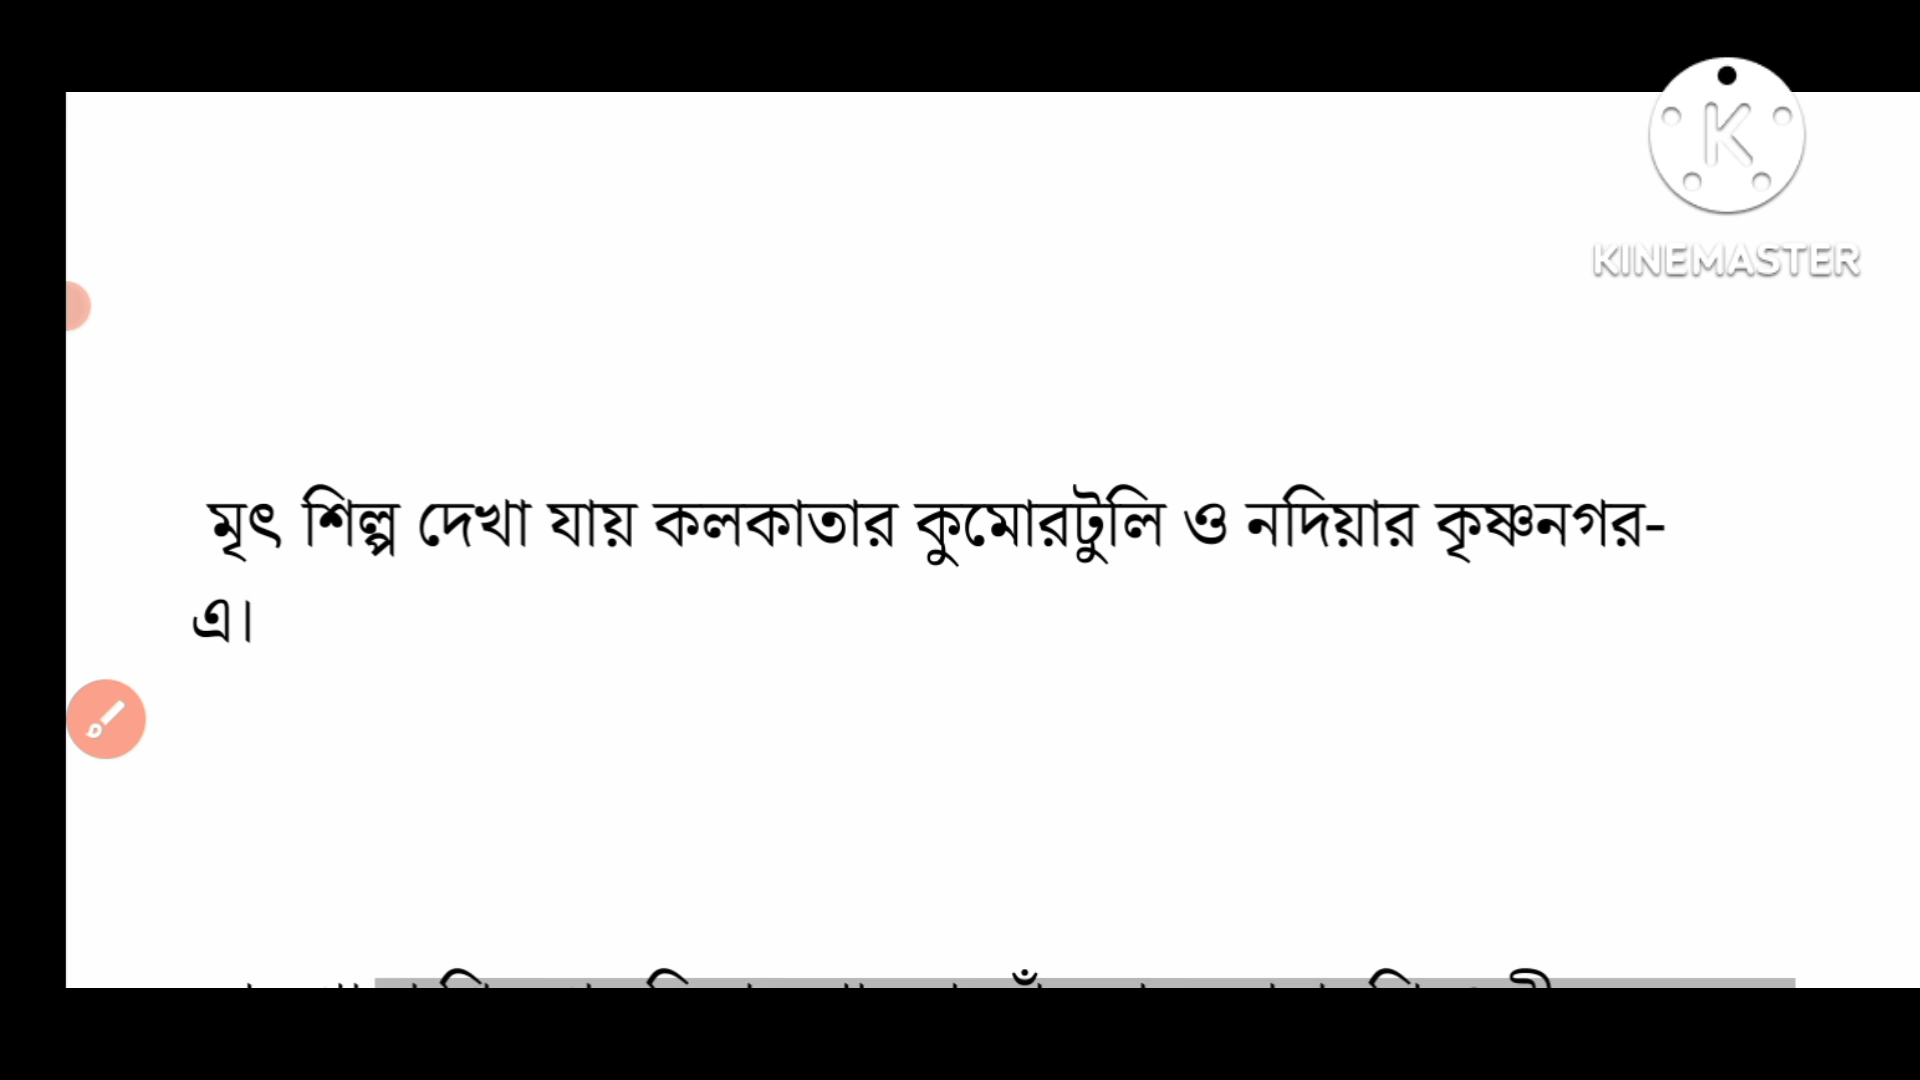 KINEMASTER
মৃৎ শিল্প দেখা যায় কলকাতার কুমোরটুলি ও নদিয়ার কৃষ্ণনগর-
এ।